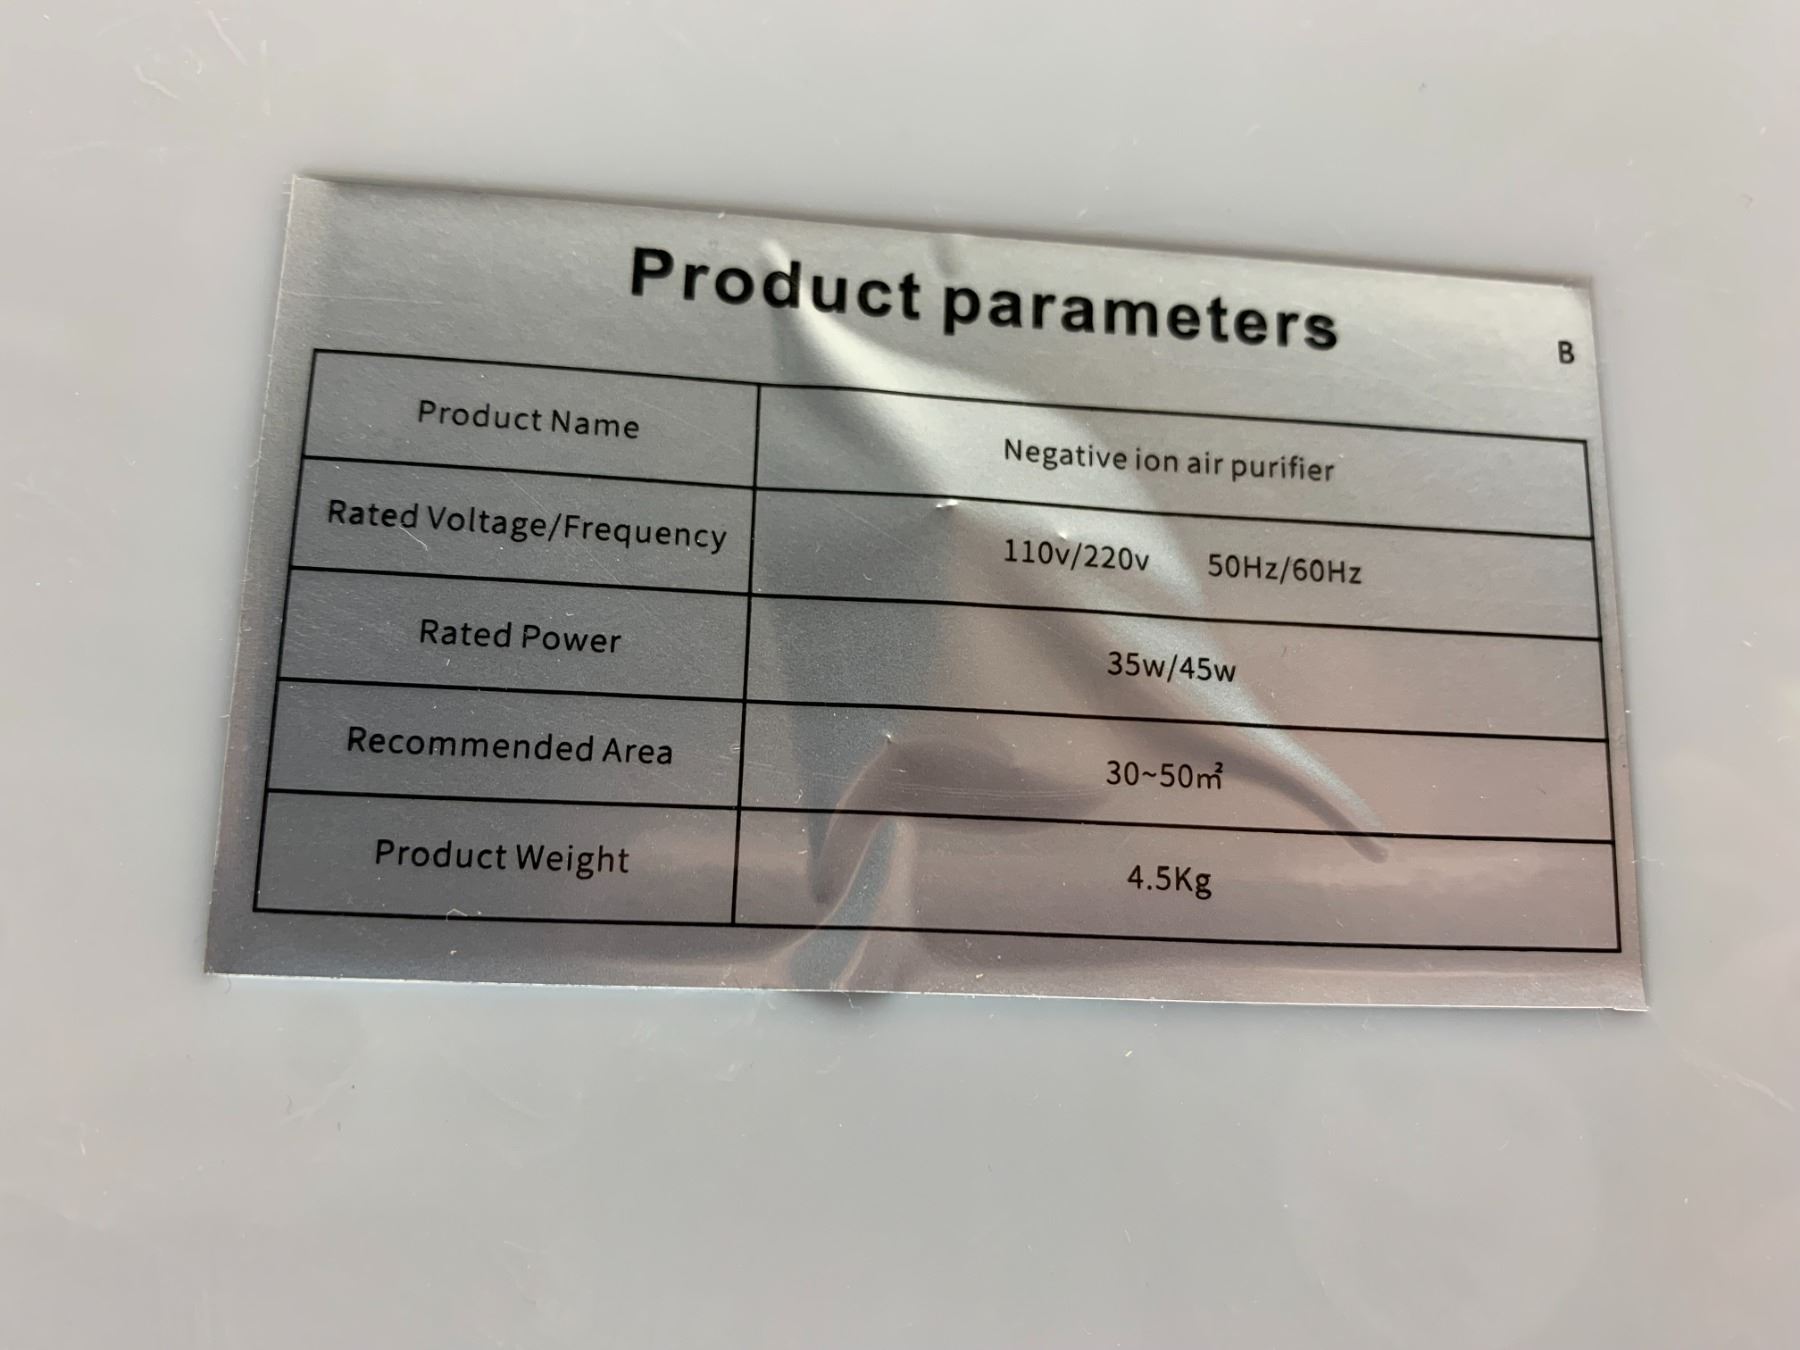 Product parameters
B
Product Name Negative ion air purifier
Rated Voltage/Frequency 110v/220v 50Hz/60Hz
Rated Power 35w/45w
Recommended Area 30~50㎡
Product Weight 4.5Kg